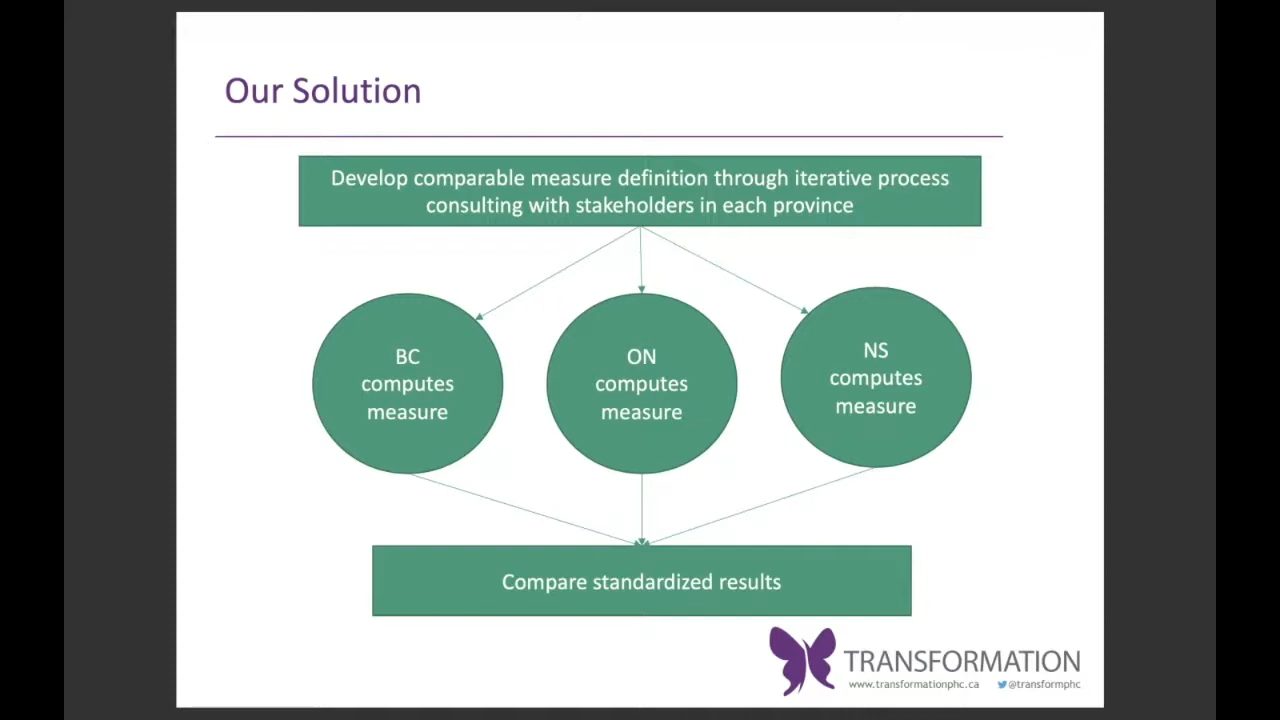 Our Solution
Develop comparable measure definition through iterative process
consulting with stakeholders in each province
BC
computes
measure
ON
computes
measure
NS
computes
measure
Compare standardized results
TRANSFORMATION
www.transformationphc.ca @transformphc